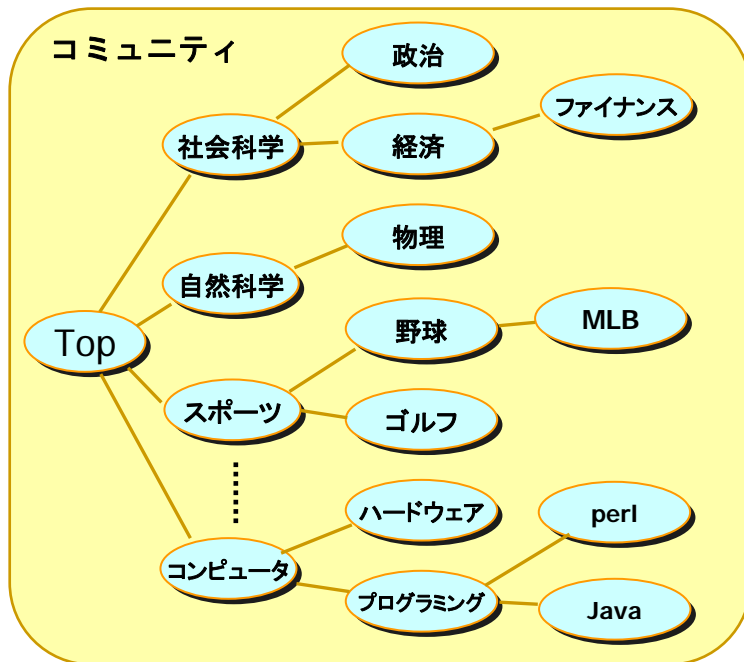 コミュニティ
政治
ファイナンス
社会科学
経済
物理
自然科学
Top
野球
MLB
スポーツ
ゴルフ
ハードウェア
perl
コンピュータ
プログラミング
Java